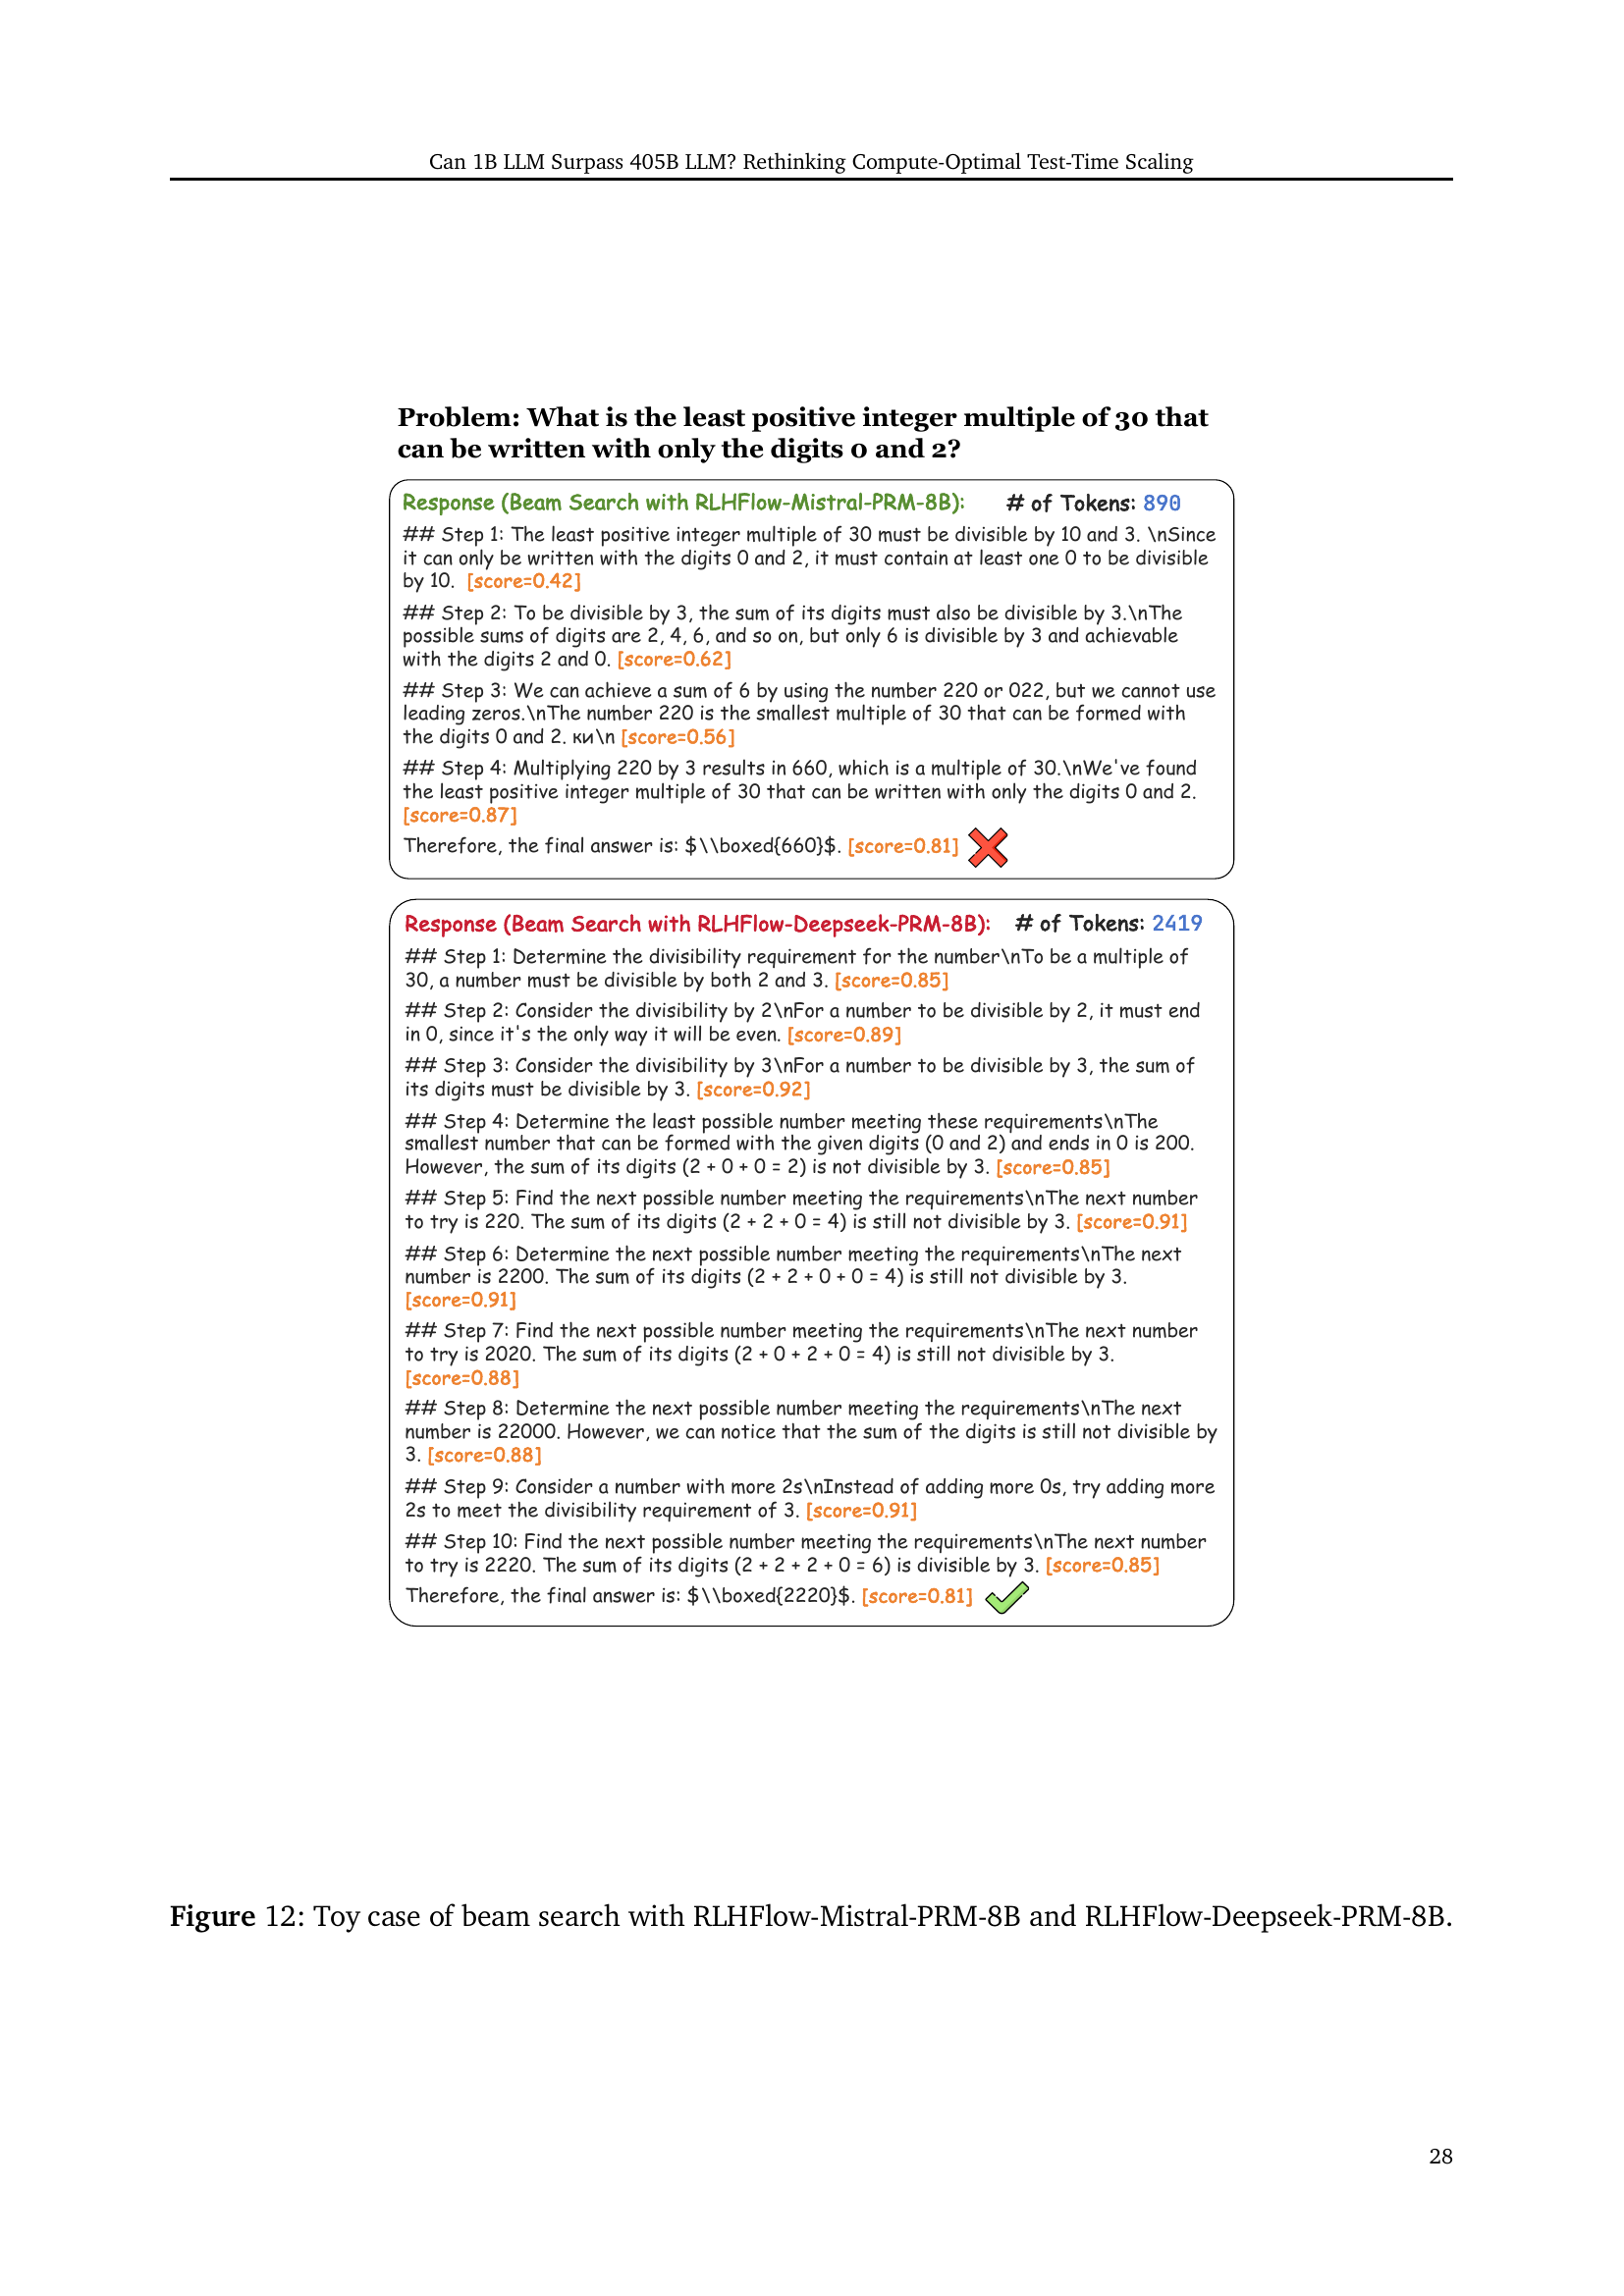 Can 1B LLM Surpass 405B LLM? Rethinking Compute-Optimal Test-Time Scaling
Problem: What is the least positive integer multiple of 30 that
can be written with only the digits 0 and 2?
Response (Beam Search with RLHFlow-Mistral-PRM-8B): # of Tokens: 890
## Step 1: The least positive integer multiple of 30 must be divisible by 10 and 3. \nSince
it can only be written with the digits 0 and 2, it must contain at least one 0 to be divisible
by 10. [score=0.42]
## Step 2: To be divisible by 3, the sum of its digits must also be divisible by 3.\nThe
possible sums of digits are 2, 4, 6, and so on, but only 6 is divisible by 3 and achievable
with the digits 2 and 0. [score=0.62]
## Step 3: We can achieve a sum of 6 by using the number 220 or 022, but we cannot use
leading zeros.\nThe number 220 is the smallest multiple of 30 that can be formed with
the digits 0 and 2. ки\n [score=0.56]
## Step 4: Multiplying 220 by 3 results in 660, which is a multiple of 30.\nWe've found
the least positive integer multiple of 30 that can be written with only the digits 0 and 2.
[score=0.87]
Therefore, the final answer is: $\\boxed{660}$. [score=0.81]
Response (Beam Search with RLHFlow-Deepseek-PRM-8B): # of Tokens: 2419
## Step 1: Determine the divisibility requirement for the number\nTo be a multiple of
30, a number must be divisible by both 2 and 3. [score=0.85]
## Step 2: Consider the divisibility by 2\nFor a number to be divisible by 2, it must end
in 0, since it's the only way it will be even. [score=0.89]
## Step 3: Consider the divisibility by 3\nFor a number to be divisible by 3, the sum of
its digits must be divisible by 3. [score=0.92]
## Step 4: Determine the least possible number meeting these requirements\nThe
smallest number that can be formed with the given digits (0 and 2) and ends in 0 is 200.
However, the sum of its digits (2 + 0 + 0 = 2) is not divisible by 3. [score=0.85]
## Step 5: Find the next possible number meeting the requirements\nThe next number
to try is 220. The sum of its digits (2 + 2 + 0 = 4) is still not divisible by 3. [score=0.91]
## Step 6: Determine the next possible number meeting the requirements\nThe next
number is 2200. The sum of its digits (2 + 2 + 0 + 0 = 4) is still not divisible by 3.
[score=0.91]
## Step 7: Find the next possible number meeting the requirements\nThe next number
to try is 2020. The sum of its digits (2 + 0 + 2 + 0 = 4) is still not divisible by 3.
[score=0.88]
## Step 8: Determine the next possible number meeting the requirements\nThe next
number is 22000. However, we can notice that the sum of the digits is still not divisible by
3. [score=0.88]
## Step 9: Consider a number with more 2s\nInstead of adding more 0s, try adding more
2s to meet the divisibility requirement of 3. [score=0.91]
## Step 10: Find the next possible number meeting the requirements\nThe next number
to try is 2220. The sum of its digits (2 + 2 + 2 + 0 = 6) is divisible by 3. [score=0.85]
Therefore, the final answer is: $\\boxed{2220}$. [score=0.81]
Figure 12: Toy case of beam search with RLHFlow-Mistral-PRM-8B and RLHFlow-Deepseek-PRM-8B.
28